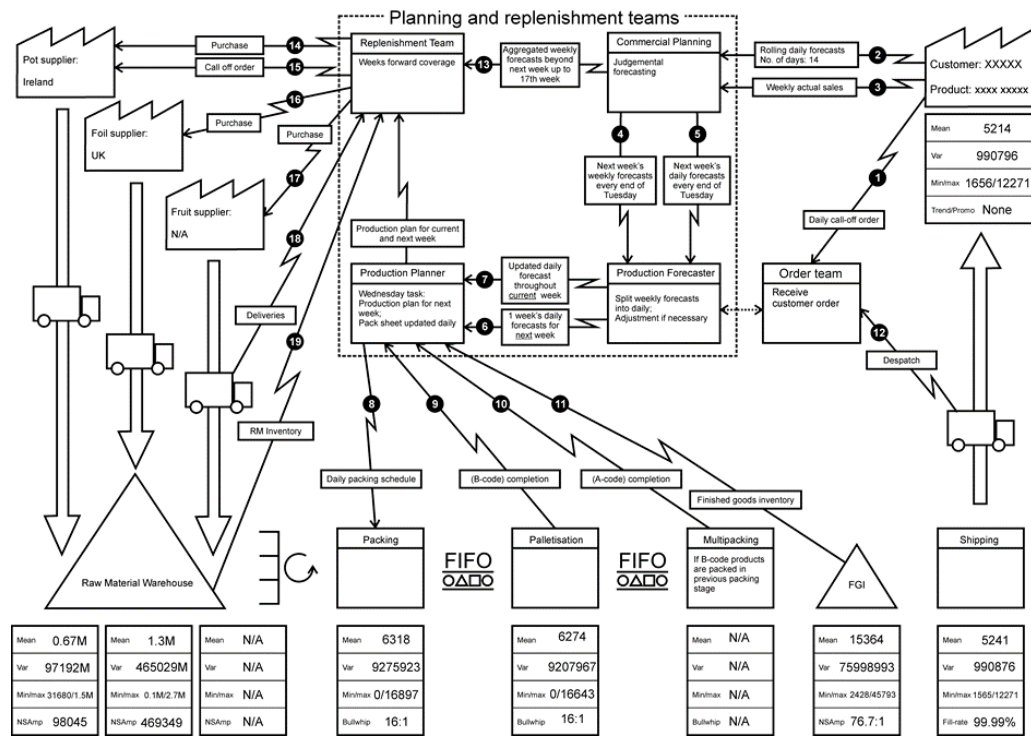 Planning and replenishment teams
Pot supplier:
Ireland
Purchase
14
Call off order
15
Replenishment Team
Weeks forward coverage
13
Aggregated weekly
forecasts beyond
next week up to
17th week
Commercial Planning
Judgemental
forecasting
Rolling daily forecasts
No. of days: 14
2
Weekly actual sales
3
Customer: XXXXX
Product: xxxx xxxxx
Foil supplier:
UK
16
Purchase
Purchase
17
Fruit supplier:
N/A
4
5
Next week's
weekly forecasts
every end of
Tuesday
Next week's
daily forecasts
every end of
Tuesday
1
Daily call-off order
Mean 5214
Var 990796
Min/max 1656/12271
Trend/Promo None
18
Deliveries
19
RM Inventory
Production plan for current
and next week
Production Planner
Wednesday task:
Production plan for next
week;
Pack sheet updated daily
7
Updated daily
forecast
throughout
current week
6
1 week's daily
forecasts for
next week
Production Forecaster
Split weekly forecasts
into daily;
Adjustment if necessary
Order team
Receive
customer order
12
Despatch
8
9
10
11
Daily packing schedule
(B-code) completion
(A-code) completion
Finished goods inventory
Raw Material Warehouse
Packing
FIFO
Palletisation
FIFO
Multipacking
If B-code products
are packed in
previous packing
stage
FGI
Shipping
Mean 0.67M
Var 97192M
Min/max 31680/1.5M
NSAmp 98045
Mean 1.3M
Var 465029M
Min/max 0.1M/2.7M
NSAmp 469349
Mean N/A
Var N/A
Min/max N/A
NSAmp N/A
Mean 6318
Var 9275923
Min/max 0/16897
Bullwhip 16:1
Mean 6274
Var 9207967
Min/max 0/16643
Bullwhip 16:1
Mean N/A
Var N/A
Min/max N/A
Bullwhip N/A
Mean 15364
Var 75998993
Min/max 2428/45793
NSAmp 76.7:1
Mean 5241
Var 990876
Min/max 1565/12271
Fill-rate 99.99%